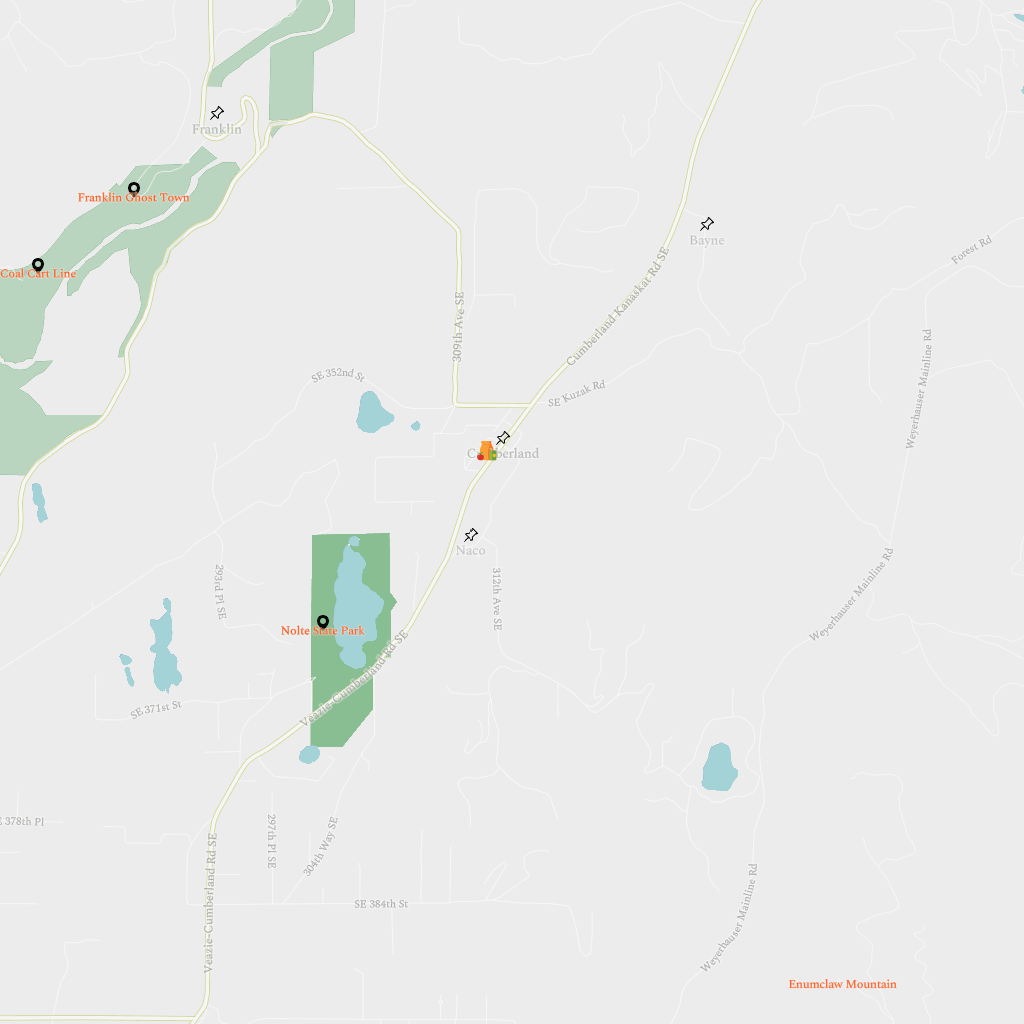 Franklin
Franklin Ghost Town
Bayne
Forest Rd
Coal Cart Line
Cumberland Kanaskat Rd SE
309th Ave SE
Weyerhauser Mainline Rd
SE 352nd St
SE Kuzak Rd
Cumberland
Naco
293rd Pl SE
312th Ave SE
Weyerhauser Mainline Rd
Nolte State Park
Veazie-Cumberland Rd SE
SE 371st St
SE 378th Pl
297th Pl SE
304th Way SE
Veazie-Cumberland Rd SE
SE 384th St
Weyerhauser Mainline Rd
Enumclaw Mountain